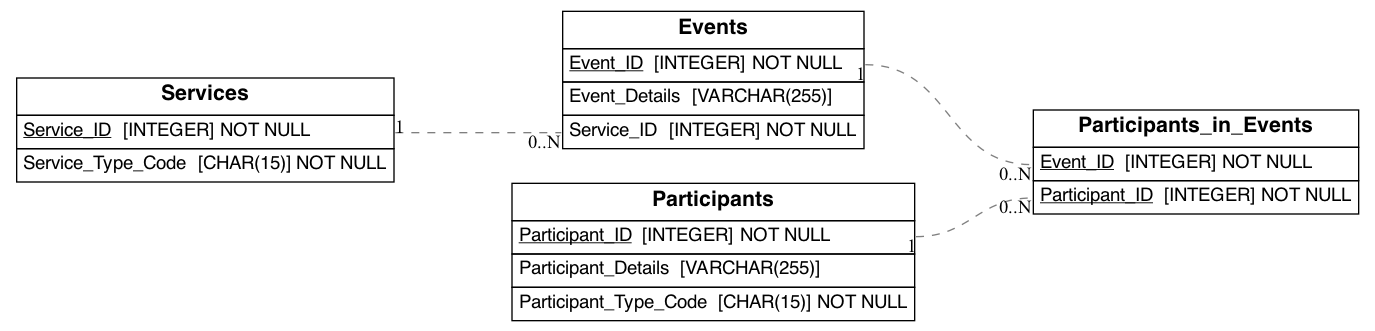 Services
Service_ID [INTEGER] NOT NULL
Service_Type_Code [CHAR(15)] NOT NULL
1
0..N
Events
Event_ID [INTEGER] NOT NULL
1
Event_Details [VARCHAR(255)]
Service_ID [INTEGER] NOT NULL
Participants
Participant_ID [INTEGER] NOT NULL
1
Participant_Details [VARCHAR(255)]
Participant_Type_Code [CHAR(15)] NOT NULL
Participants_in_Events
0..N
Event_ID [INTEGER] NOT NULL
0..N
Participant_ID [INTEGER] NOT NULL